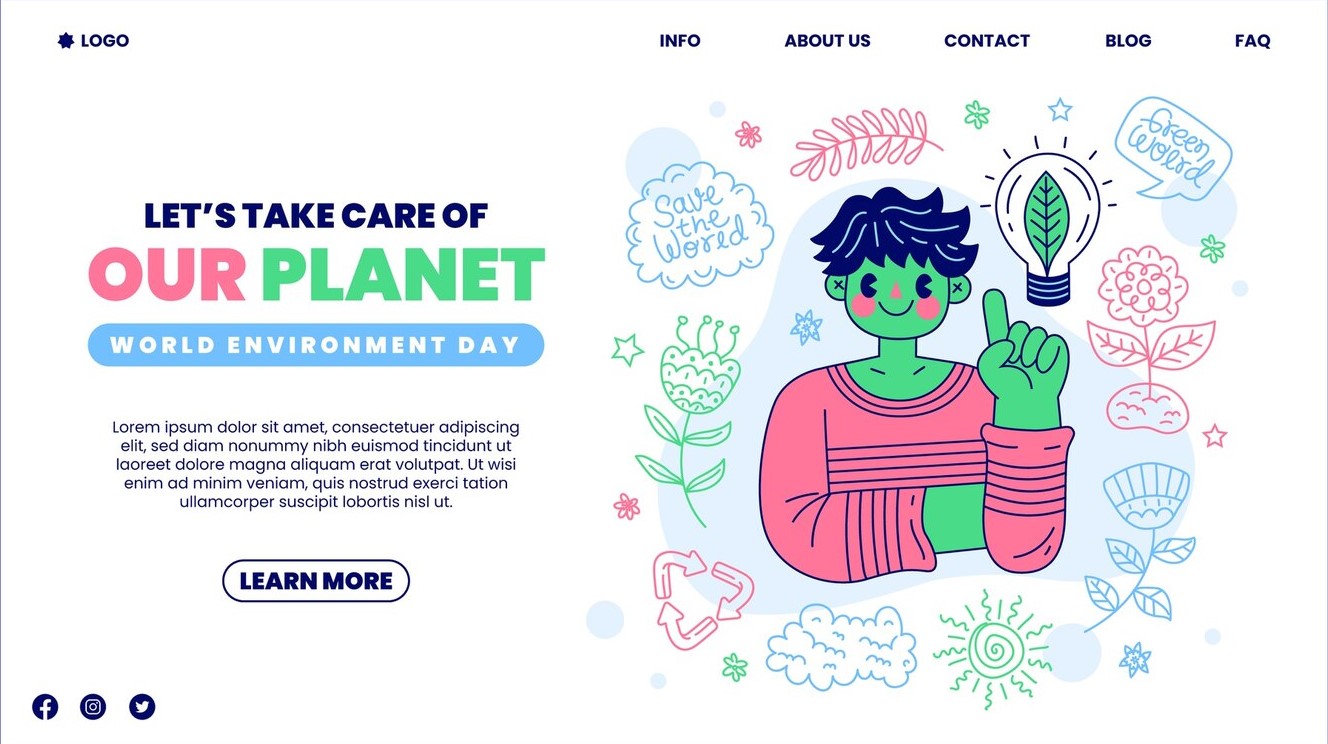 LOGO
INFO ABOUT US CONTACT BLOG FAQ
LET’S TAKE CARE OF
OUR PLANET
WORLD ENVIRONMENT DAY
Lorem ipsum dolor sit amet, consectetuer adipiscing
elit, sed diam nonummy nibh euismod tincidunt ut
laoreet dolore magna aliquam erat volutpat. Ut wisi
enim ad minim veniam, quis nostrud exerci tation
ullamcorper suscipit lobortis nisl ut.
LEARN MORE
Save
the
World
Green
World